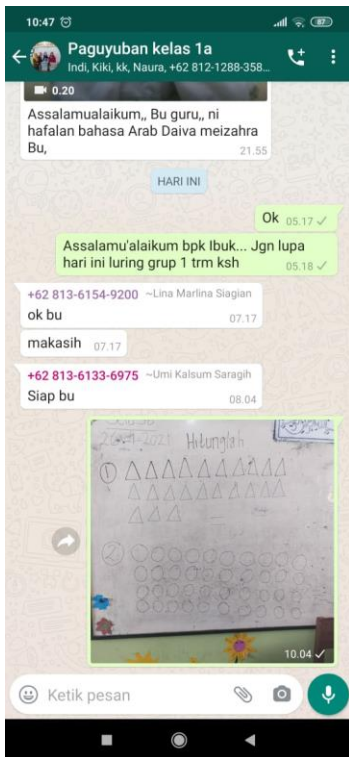 10:47
87
Paguyuban kelas 1a
Indi, Kiki, kk, Naura, +62 812-1288-358...
0.20
Assalamualaikum,, Bu guru,, ni
hafalan bahasa Arab Daiva meizahra
Bu,
21.55
HARI INI
Ok 05.17
Assalamu'alaikum bpk Ibuk... Jgn lupa
hari ini luring grup 1 trm ksh
05.18
+62 813-6154-9200 ~Lina Marlina Siagian
ok bu
07.17
makasih 07.17
+62 813-6133-6975 ~Umi Kalsum Saragih
Siap bu
08.04
Hitunglah
1
2
10.04
Ketik pesan